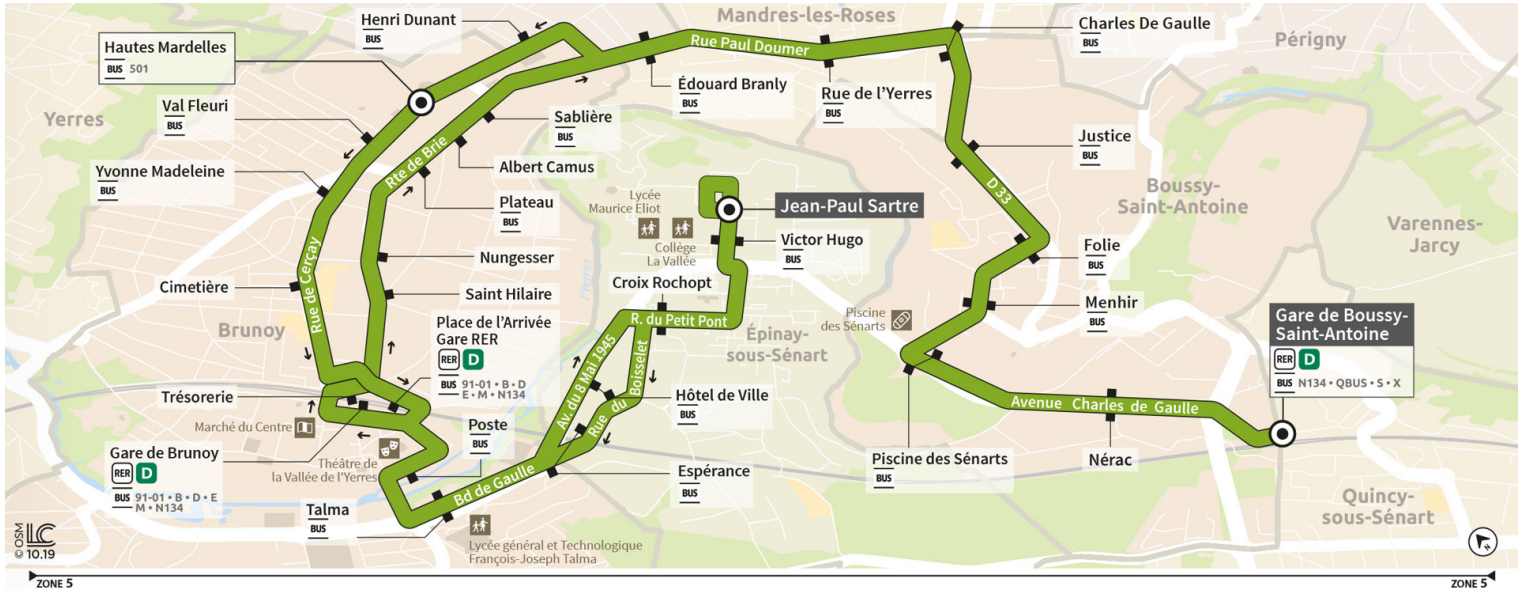 Mandres-les-Roses
Périgny
Yerres
Brunoy
Boussy-
Saint-Antoine
Varennes-
Jarcy
Épinay-
sous-Sénart
Quincy-
sous-Sénart
Henri Dunant
BUS
Hautes Mardelles
BUS 501
Val Fleuri
BUS
Yvonne Madeleine
BUS
Cimetière
Trésorerie
Marché du Centre
Gare de Brunoy
RER D
BUS 91-01 • B • D • E
M • N134
Théâtre de
la Vallée de l'Yerres
Talma
BUS
Poste
BUS
Lycée général et Technologique
François-Joseph Talma
Place de l'Arrivée
Gare RER
RER D
BUS 91-01 • B • D
E • M • N134
Saint Hilaire
Nungesser
Plateau
BUS
Albert Camus
Sablière
BUS
Édouard Branly
BUS
Rue de l'Yerres
BUS
Charles De Gaulle
BUS
Justice
BUS
Folie
BUS
Menhir
BUS
Piscine
des Sénarts
Piscine des Sénarts
BUS
Nérac
Gare de Boussy-
Saint-Antoine
RER D
BUS N134 • QBUS • S • X
Lycée
Maurice Eliot
Collège
La Vallée
Jean-Paul Sartre
Victor Hugo
BUS
Croix Rochopt
Hôtel de Ville
BUS
Espérance
BUS
l'Yerres
Rue Paul Doumer
Rte de Brie
Rue de Cerçay
D 33
Avenue Charles de Gaulle
R. du Petit Pont
Av. du 8 Mai 1945
Rue du Boisselet
Bd de Gaulle
© OSM
LC
10.19
N
ZONE 5
ZONE 5